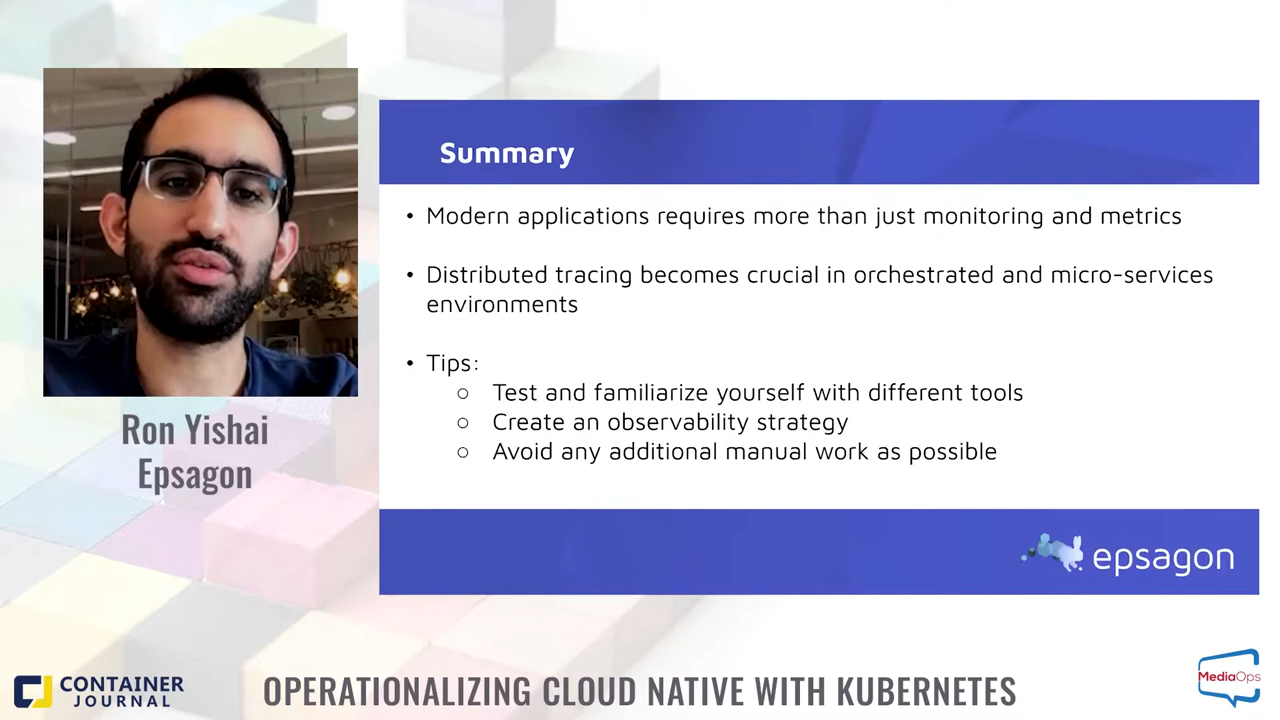 Summary
• Modern applications requires more than just monitoring and metrics
• Distributed tracing becomes crucial in orchestrated and micro-services
environments
• Tips:
○ Test and familiarize yourself with different tools
○ Create an observability strategy
○ Avoid any additional manual work as possible
epsagon
Ron Yishai
Epsagon
CONTAINER
JOURNAL
OPERATIONALIZING CLOUD NATIVE WITH KUBERNETES
MediaOps